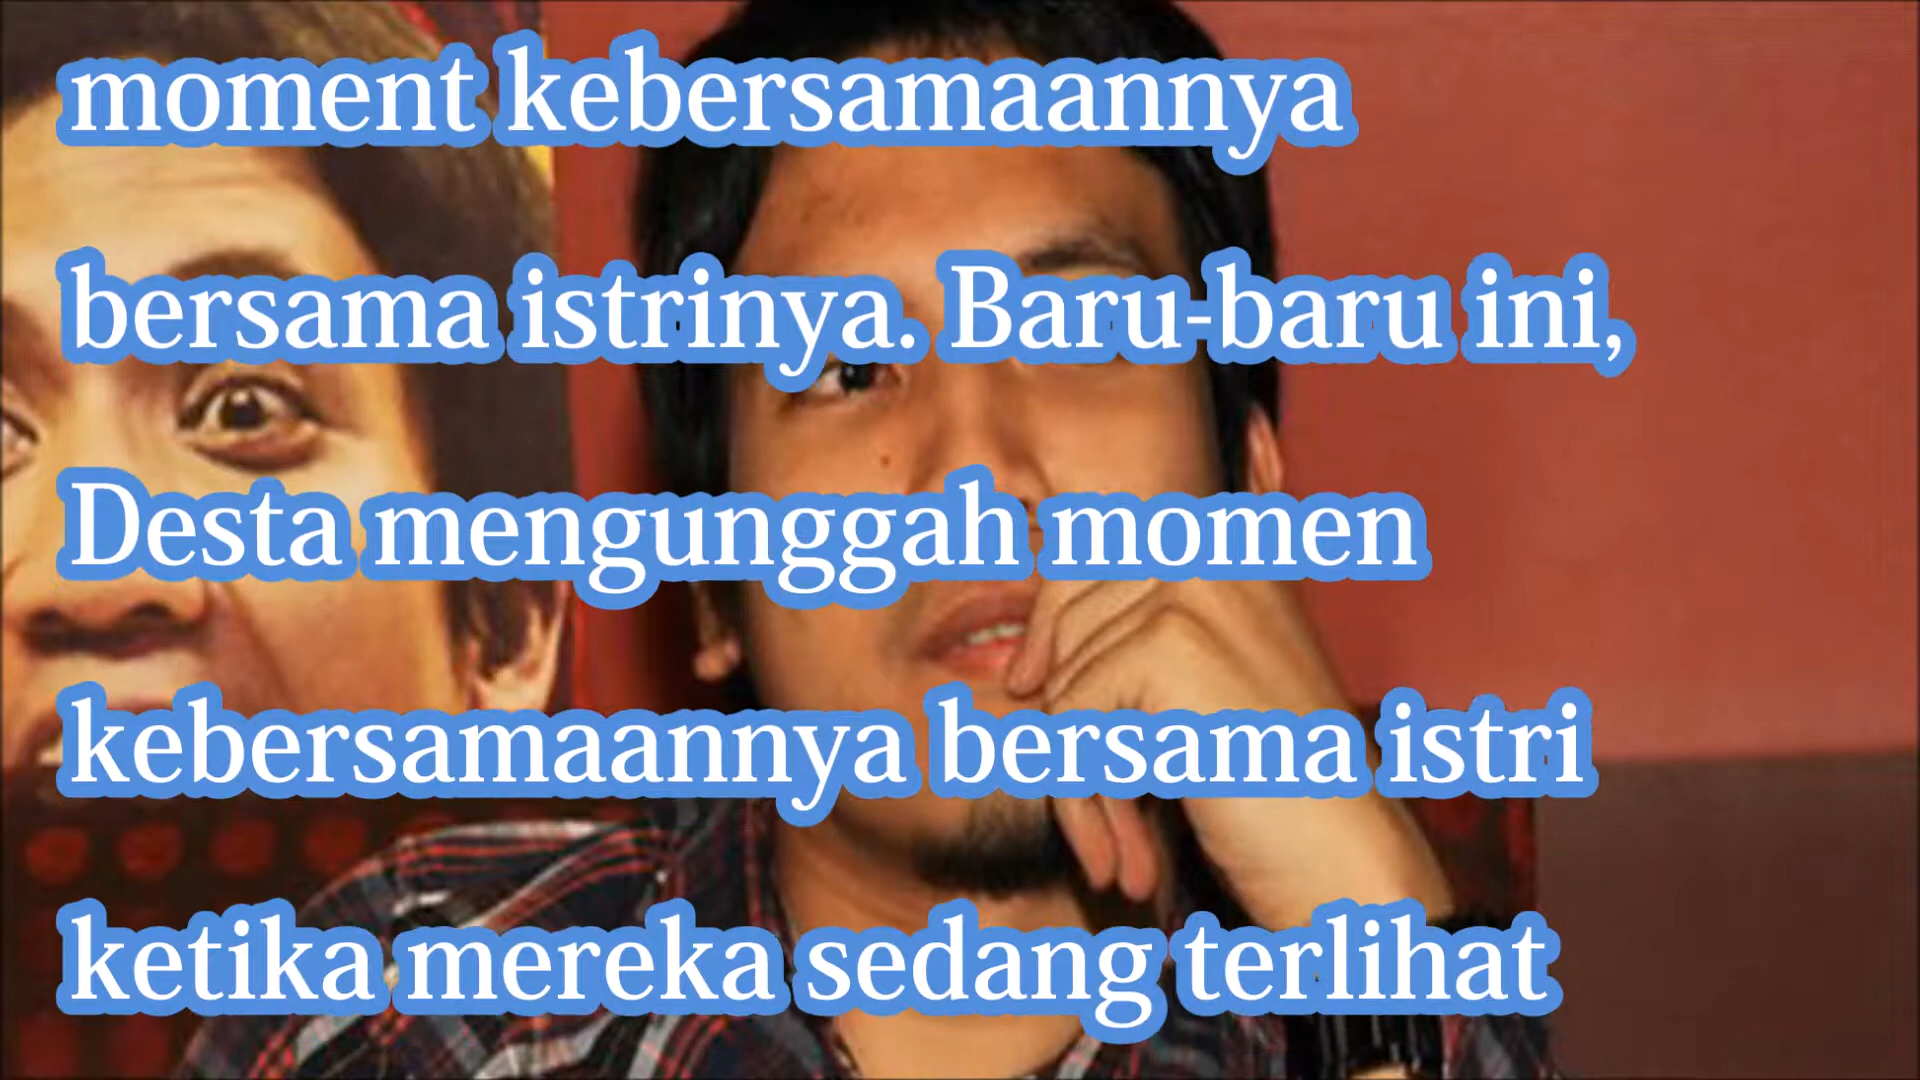 moment kebersamaannya
bersama istrinya. Baru-baru ini,
Desta mengunggah momen
kebersamaannya bersama istri
ketika mereka sedang terlihat